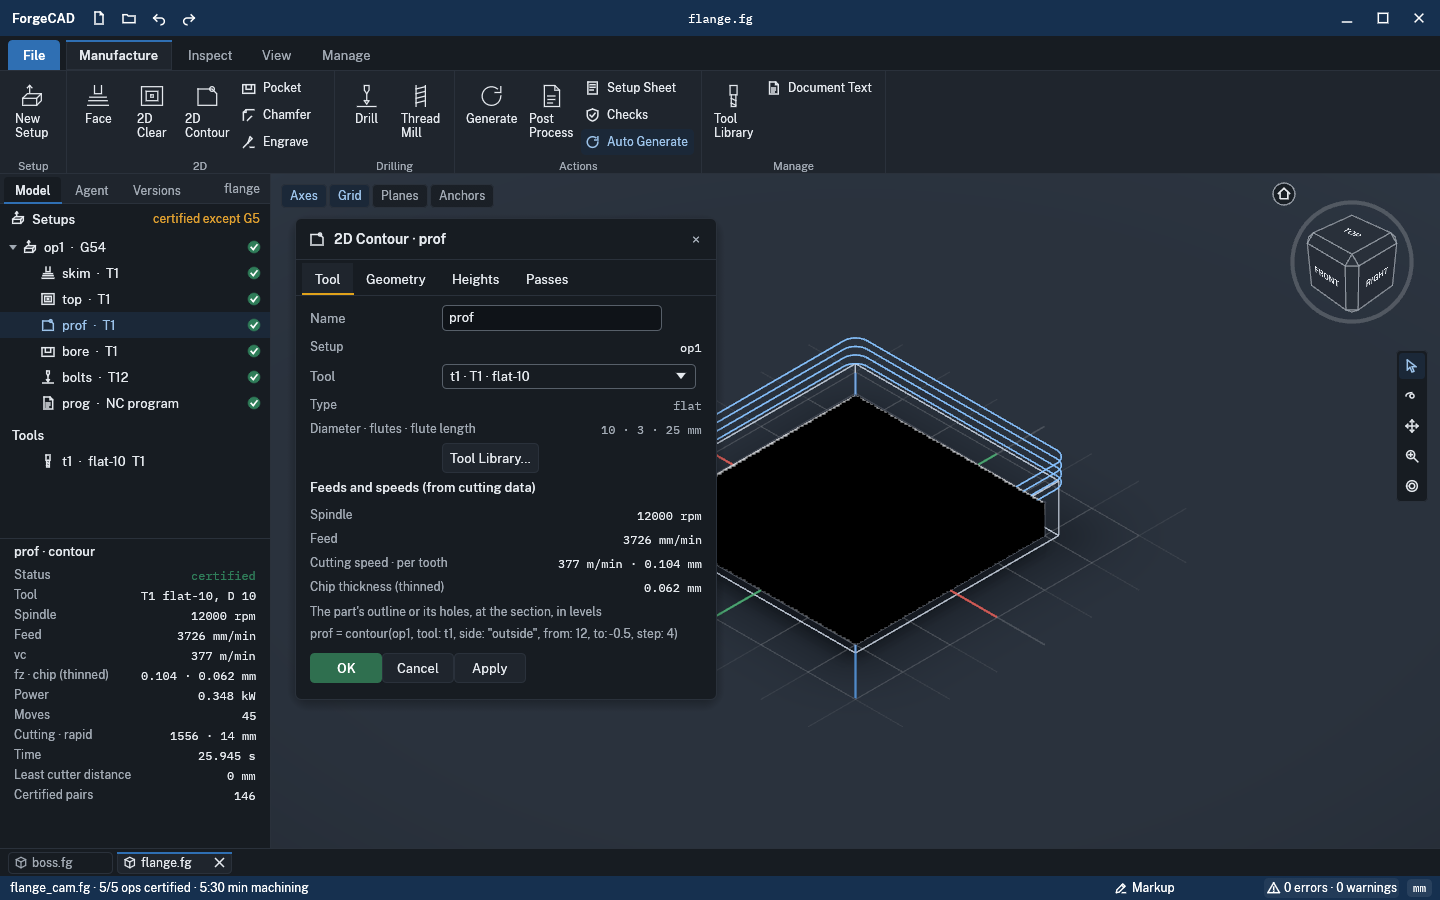 ForgeCAD
flange.fg
File
Manufacture
Inspect
View
Manage
New Setup
Face
2D Clear
2D Contour
Pocket
Chamfer
Engrave
Drill
Thread Mill
Generate
Post Process
Setup Sheet
Checks
Auto Generate
Tool Library
Document Text
Setup
2D
Drilling
Actions
Manage
Model
Agent
Versions
flange
Setups
certified except G5
op1 · G54
skim · T1
top · T1
prof · T1
bore · T1
bolts · T12
prog · NC program
Tools
t1 · flat-10 T1
prof · contour
Status certified
Tool T1 flat-10, D 10
Spindle 12000 rpm
Feed 3726 mm/min
vc 377 m/min
fz · chip (thinned) 0.104 · 0.062 mm
Power 0.348 kW
Moves 45
Cutting · rapid 1556 · 14 mm
Time 25.945 s
Least cutter distance 0 mm
Certified pairs 146
Axes
Grid
Planes
Anchors
2D Contour · prof
Tool
Geometry
Heights
Passes
Name prof
Setup op1
Tool t1 · T1 · flat-10
Type flat
Diameter · flutes · flute length 10 · 3 · 25 mm
Tool Library...
Feeds and speeds (from cutting data)
Spindle 12000 rpm
Feed 3726 mm/min
Cutting speed · per tooth 377 m/min · 0.104 mm
Chip thickness (thinned) 0.062 mm
The part's outline or its holes, at the section, in levels
prof = contour(op1, tool: t1, side: "outside", from: 12, to:-0.5, step: 4)
OK
Cancel
Apply
TOP
FRONT
RIGHT
boss.fg
flange.fg
flange_cam.fg · 5/5 ops certified · 5:30 min machining
Markup
0 errors · 0 warnings
mm